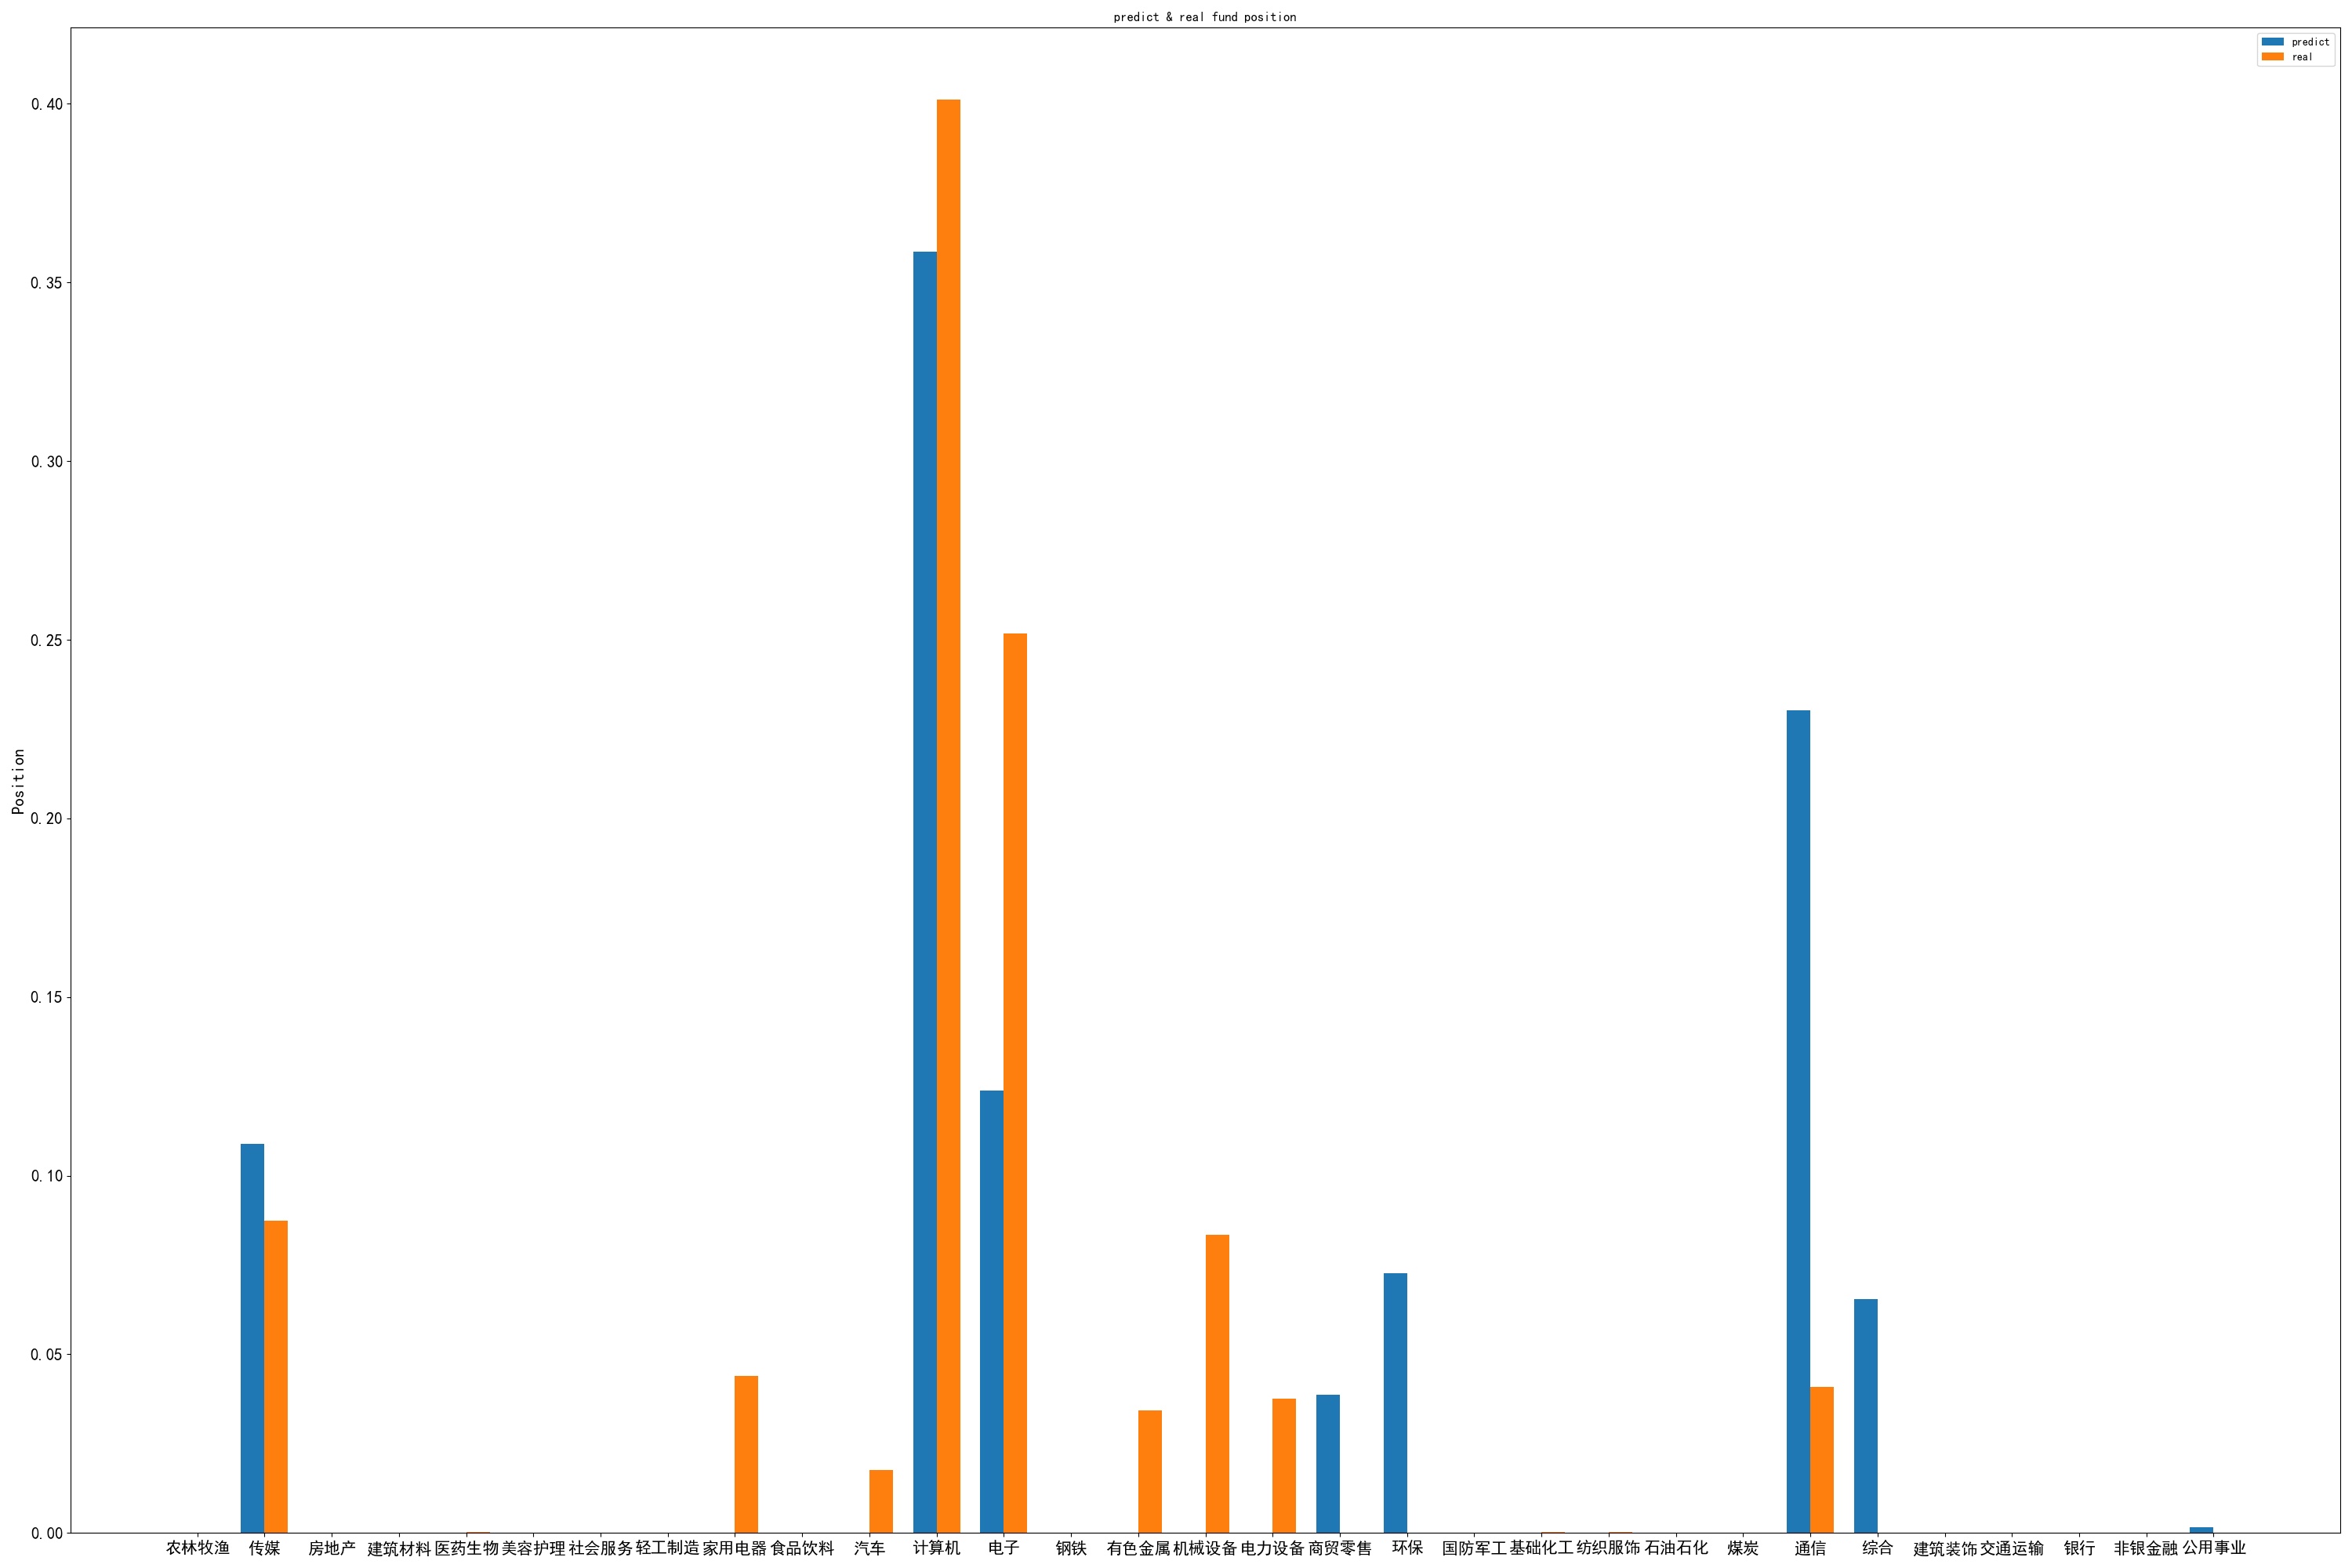 predict & real fund position
predict
real
0.40
0.35
0.30
0.25
0.20
0.15
0.10
0.05
0.00
Position
农林牧渔 传媒 房地产 建筑材料 医药生物 美容护理 社会服务 轻工制造 家用电器 食品饮料 汽车 计算机 电子 钢铁 有色金属 机械设备 电力设备 商贸零售 环保 国防军工 基础化工 纺织服饰 石油石化 煤炭 通信 综合 建筑装饰 交通运输 银行 非银金融 公用事业